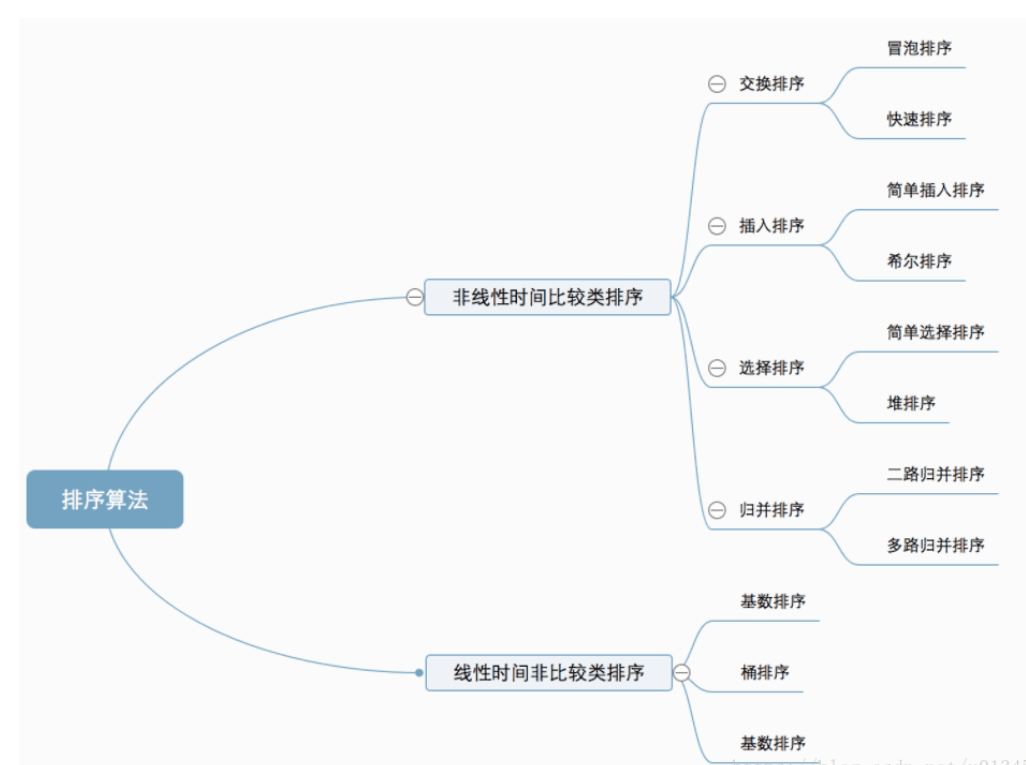 排序算法
非线性时间比较类排序
交换排序
冒泡排序
快速排序
插入排序
简单插入排序
希尔排序
选择排序
简单选择排序
堆排序
归并排序
二路归并排序
多路归并排序
线性时间非比较类排序
基数排序
桶排序
基数排序